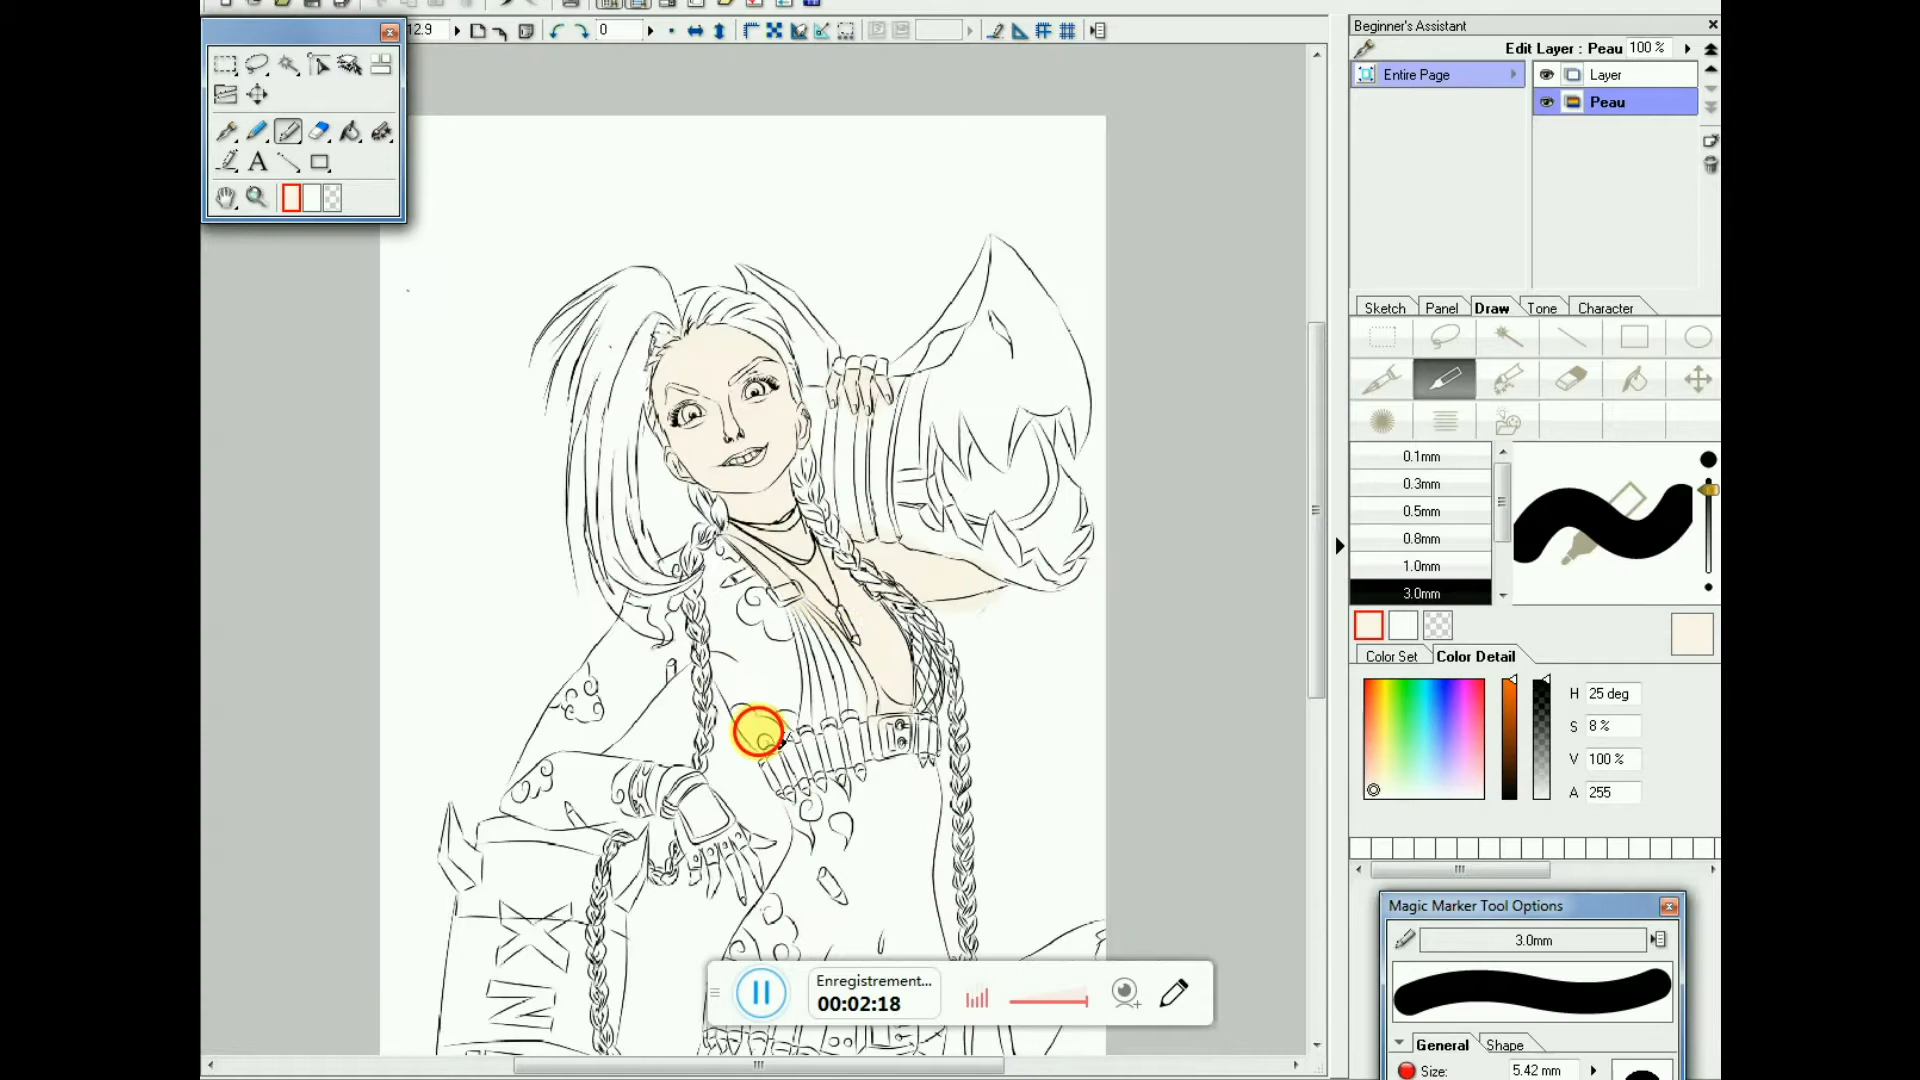 12.9
0
Beginner's Assistant
Edit Layer : Peau 100 %
Entire Page
Layer
Peau
Sketch Panel Draw Tone Character
0.1mm
0.3mm
0.5mm
0.8mm
1.0mm
3.0mm
Color Set Color Detail
H 25 deg
S 8 %
V 100 %
A 255
Magic Marker Tool Options
3.0mm
General Shape
Size: 5.42 mm
Enregistrement...
00:02:18